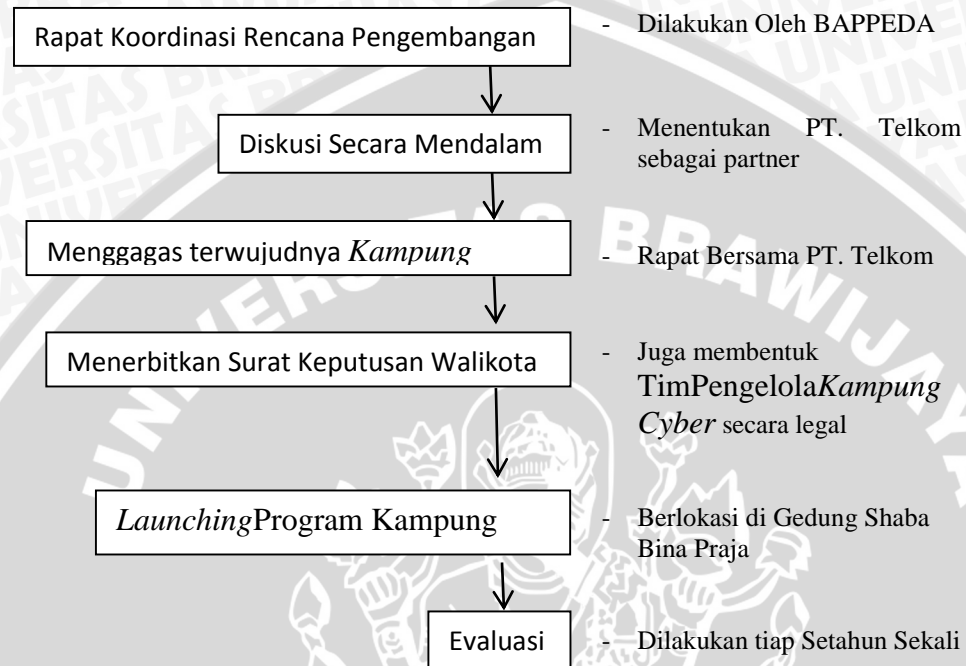 Rapat Koordinasi Rencana Pengembangan
- Dilakukan Oleh BAPPEDA
Diskusi Secara Mendalam
- Menentukan PT. Telkom
sebagai partner
Menggagas terwujudnya Kampung
- Rapat Bersama PT. Telkom
Menerbitkan Surat Keputusan Walikota
- Juga membentuk
TimPengelolaKampung
Cyber secara legal
LaunchingProgram Kampung
- Berlokasi di Gedung Shaba
Bina Praja
Evaluasi
- Dilakukan tiap Setahun Sekali
UNIVERSITAS BRAWIJAYA